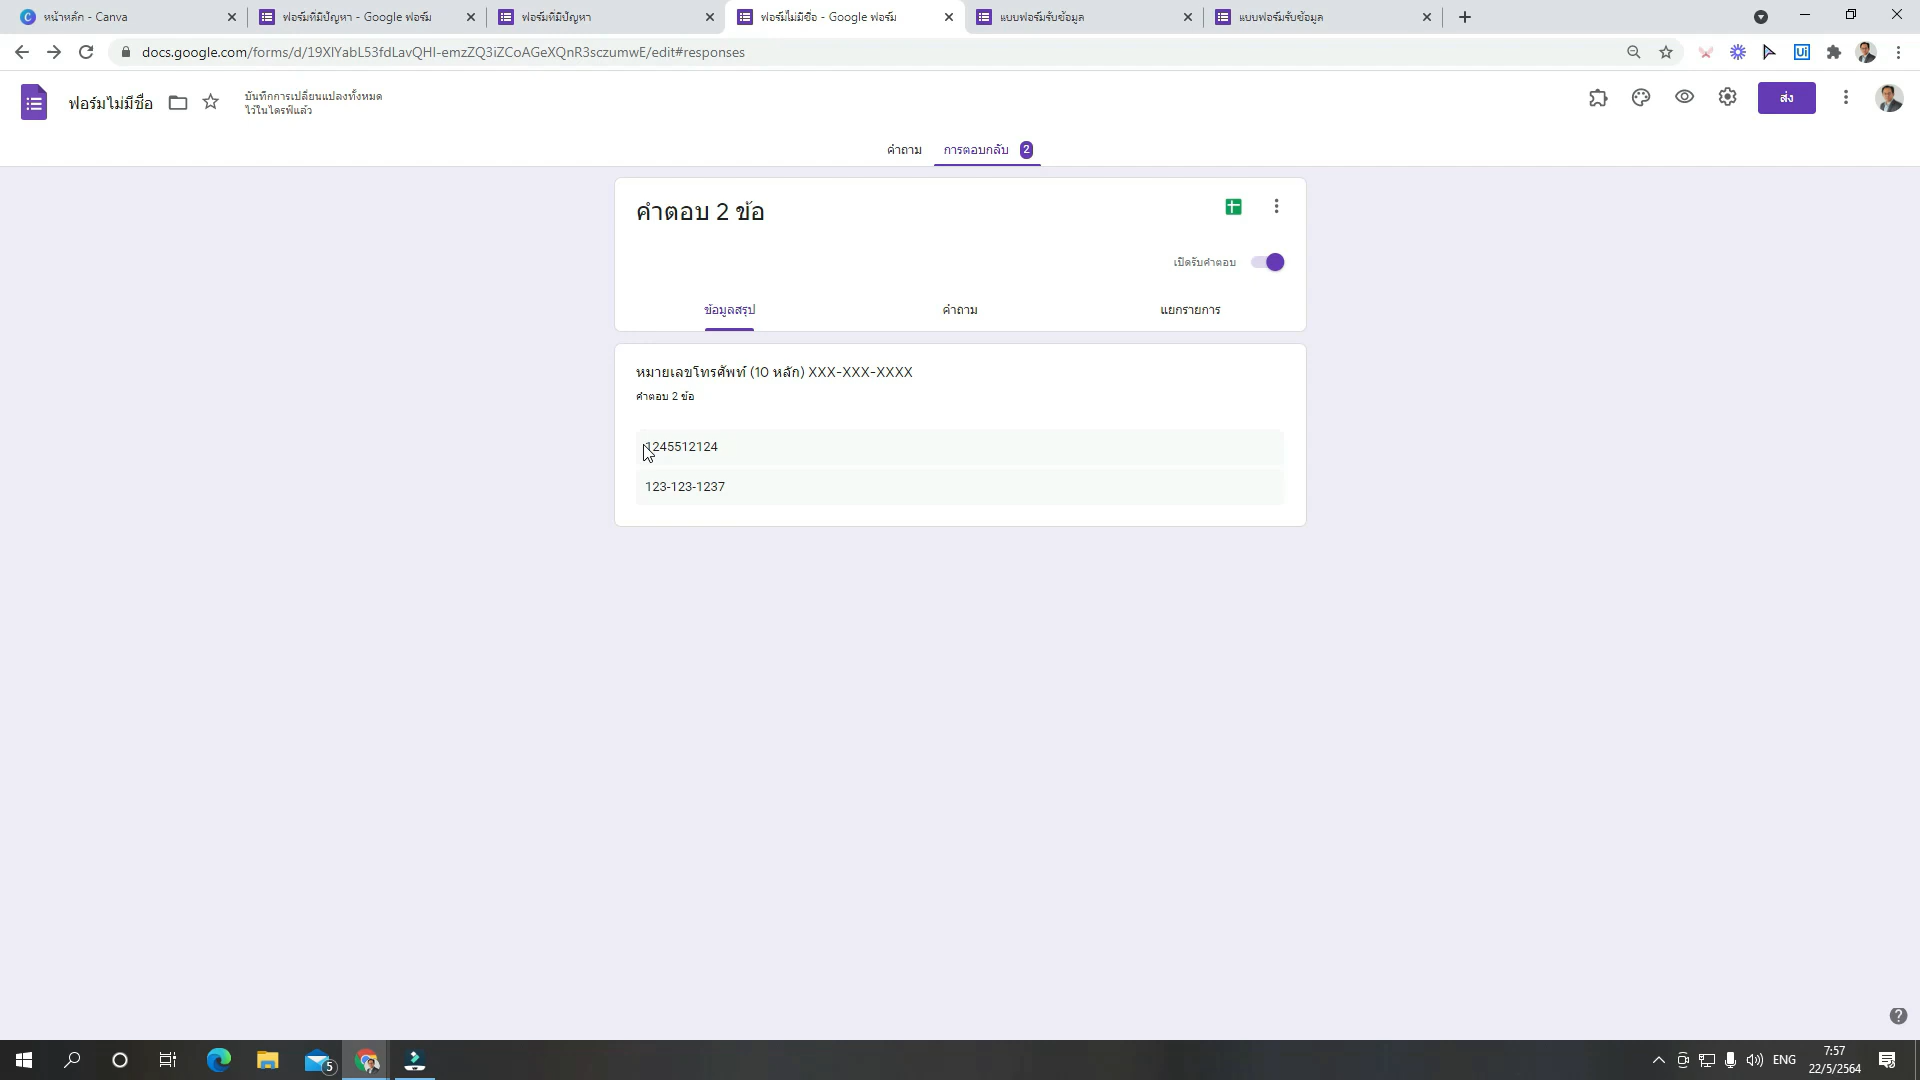 หน้าหลัก - Canva
ฟอร์มที่มีปัญหา - Google ฟอร์ม
ฟอร์มที่มีปัญหา
ฟอร์มไม่มีชื่อ - Google ฟอร์ม
แบบฟอร์มรับข้อมูล
แบบฟอร์มรับข้อมูล
docs.google.com/forms/d/19XlYabL53fdLavQHI-emzZQ3iZCoAGeXQnR3sczumwE/edit#responses
ฟอร์มไม่มีชื่อ
บันทึกการเปลี่ยนแปลงทั้งหมด
ไว้ในไดรฟ์แล้ว
ส่ง
คำถาม
การตอบกลับ 2
คำตอบ 2 ข้อ
เปิดรับคำตอบ
ข้อมูลสรุป
คำถาม
แยกรายการ
หมายเลขโทรศัพท์ (10 หลัก) XXX-XXX-XXXX
คำตอบ 2 ข้อ
1245512124
123-123-1237
5
ENG
7:57
22/5/2564